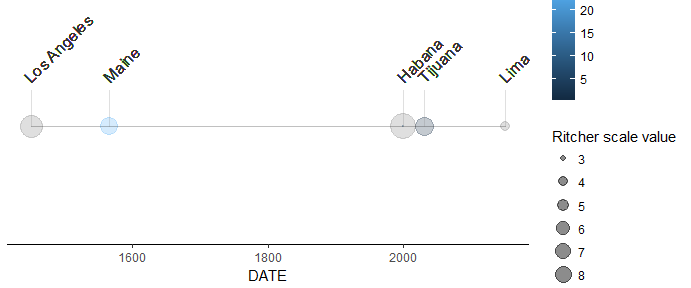 Los Angeles
Maine
Habana
Tijuana
Lima
1600
1800
2000
DATE
20
15
10
5
Ritcher scale value
3
4
5
6
7
8